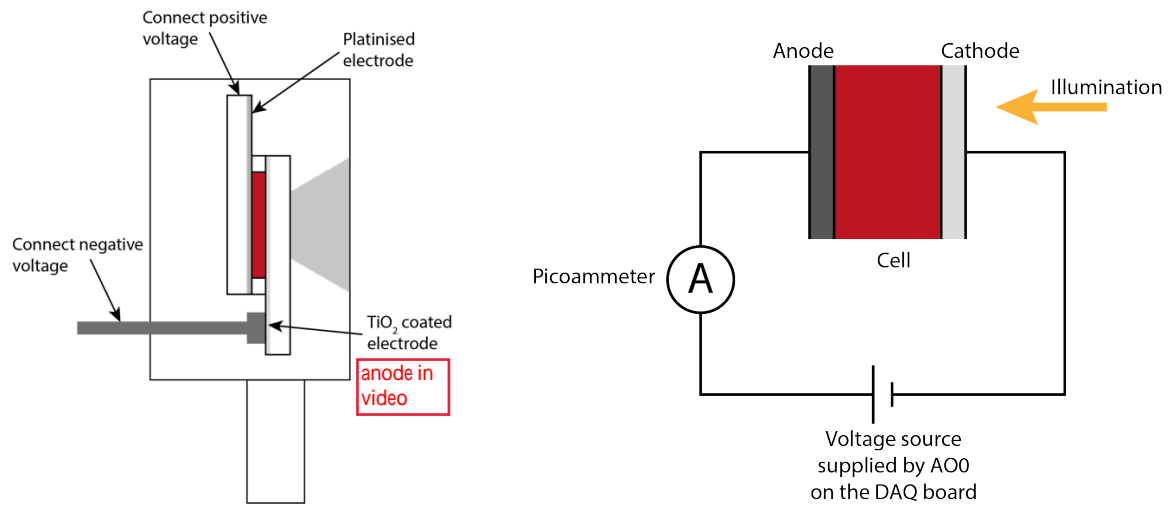 Connect positive
voltage
Platinised
electrode
Connect negative
voltage
TiO₂ coated
electrode
anode in
video
Anode
Cathode
Illumination
Cell
Picoammeter
A
Voltage source
supplied by AO0
on the DAQ board